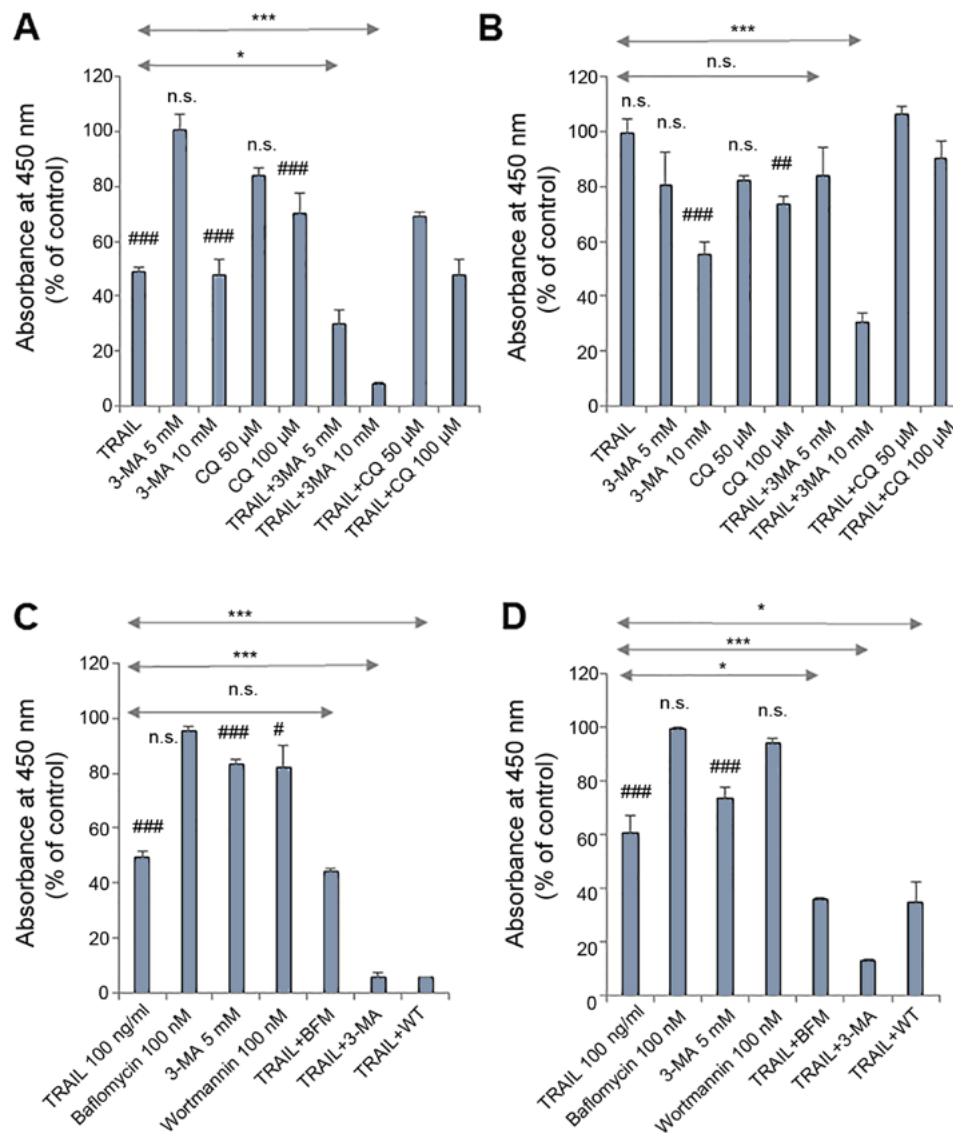 A
***
*
Absorbance at 450 nm
(% of control)
120
100
80
60
40
20
0
###
n.s.
###
n.s.
###
TRAIL
3-MA 5 mM
3-MA 10 mM
CQ 50 µM
CQ 100 µM
TRAIL+3MA 5 mM
TRAIL+3MA 10 mM
TRAIL+CQ 50 µM
TRAIL+CQ 100 µM
B
***
n.s.
Absorbance at 450 nm
(% of control)
120
100
80
60
40
20
0
n.s.
n.s.
###
n.s.
##
TRAIL
3-MA 5 mM
3-MA 10 mM
CQ 50 µM
CQ 100 µM
TRAIL+3MA 5 mM
TRAIL+3MA 10 mM
TRAIL+CQ 50 µM
TRAIL+CQ 100 µM
C
***
***
n.s.
Absorbance at 450 nm
(% of control)
120
100
80
60
40
20
0
###
n.s.
###
#
TRAIL 100 ng/ml
Baflomycin 100 nM
3-MA 5 mM
Wortmannin 100 nM
TRAIL+BFM
TRAIL+3-MA
TRAIL+WT
D
*
***
*
Absorbance at 450 nm
(% of control)
120
100
80
60
40
20
0
###
n.s.
###
n.s.
TRAIL 100 ng/ml
Baflomycin 100 nM
3-MA 5 mM
Wortmannin 100 nM
TRAIL+BFM
TRAIL+3-MA
TRAIL+WT